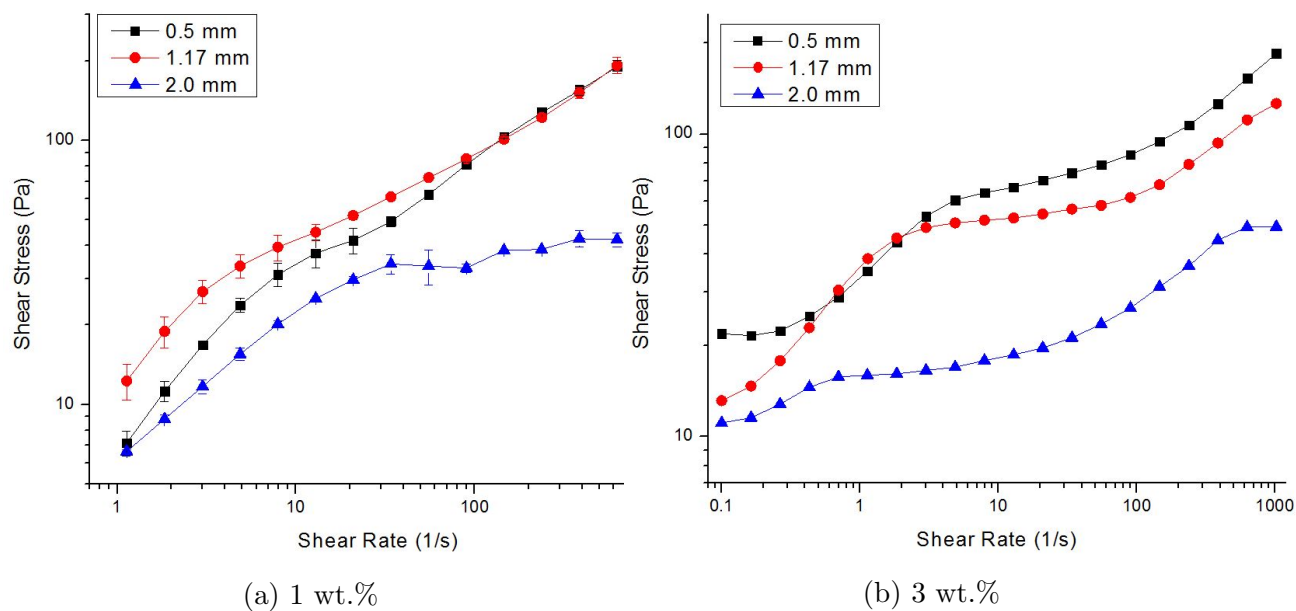 0.5 mm
1.17 mm
2.0 mm
100
10
Shear Stress (Pa)
1 10 100
Shear Rate (1/s)
(a) 1 wt.%
0.5 mm
1.17 mm
2.0 mm
100
10
Shear Stress (Pa)
0.1 1 10 100 1000
Shear Rate (1/s)
(b) 3 wt.%